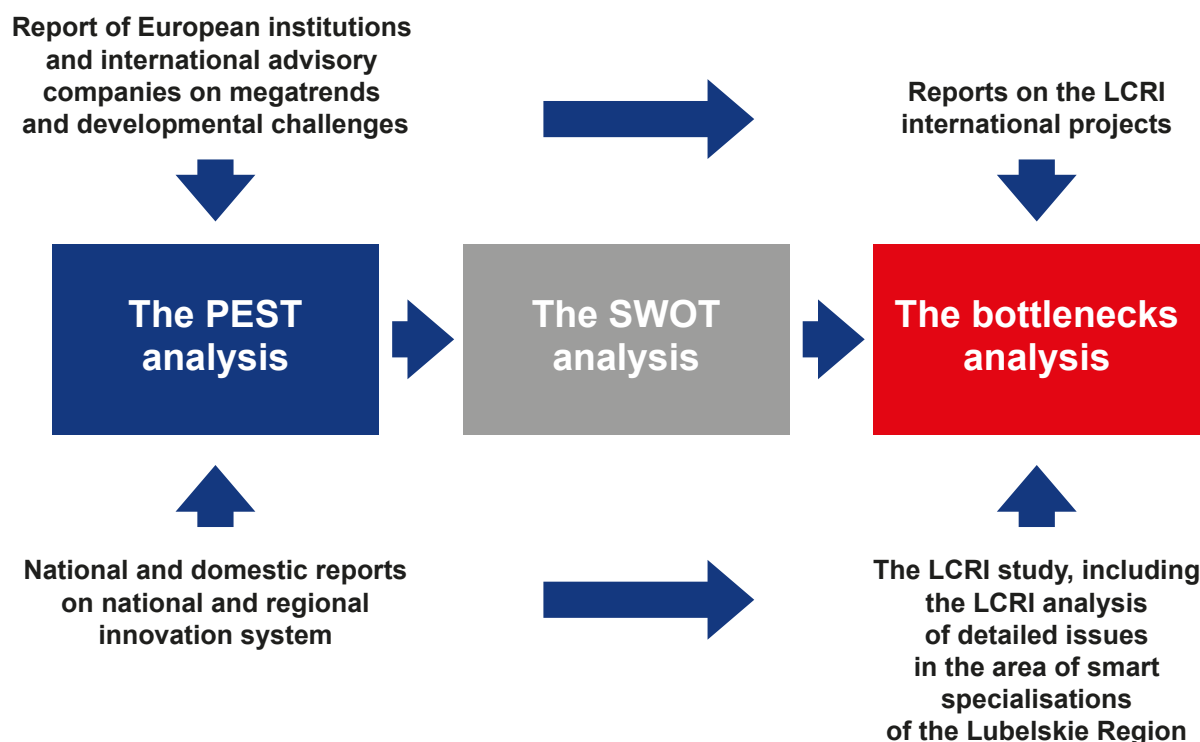 Report of European institutions
and international advisory
companies on megatrends
and developmental challenges
Reports on the LCRI
international projects
The PEST
analysis
The SWOT
analysis
The bottlenecks
analysis
National and domestic reports
on national and regional
innovation system
The LCRI study, including
the LCRI analysis
of detailed issues
in the area of smart
specialisations
of the Lubelskie Region